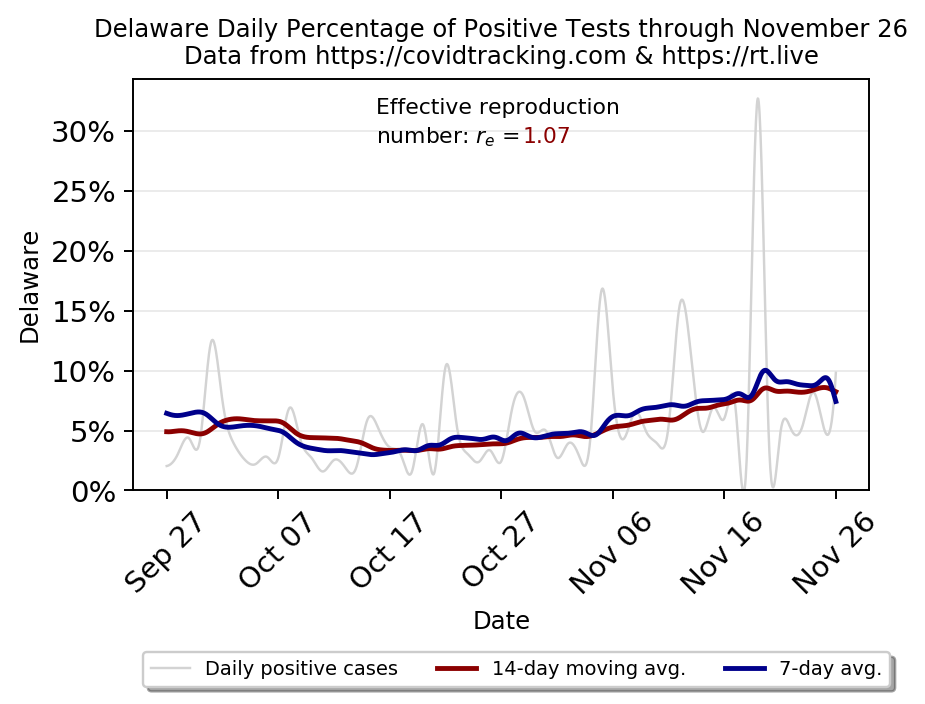 Delaware Daily Percentage of Positive Tests through November 26
Data from https://covidtracking.com & https://rt.live
Effective reproduction
number: rₑ =1.07
30%
25%
20%
15%
10%
5%
0%
Delaware
Sep 27
Oct 07
Oct 17
Oct 27
Nov 06
Nov 16
Nov 26
Date
Daily positive cases
14-day moving avg.
7-day avg.